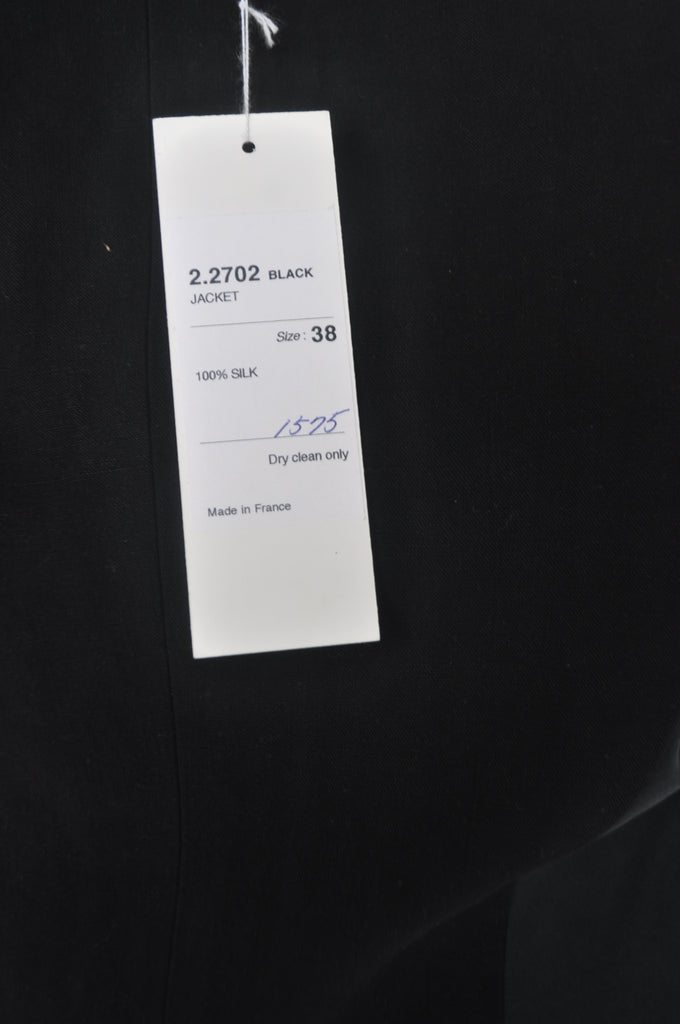 2.2702 BLACK
JACKET
Size: 38
100% SILK
1575
Dry clean only
Made in France